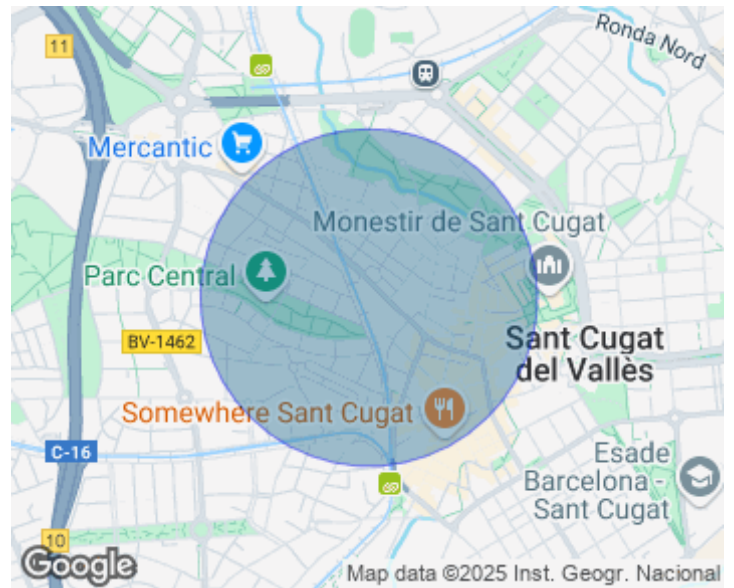 11
Ronda Nord
Mercantic
Monestir de Sant Cugat
Parc Central
BV-1462
Sant Cugat
del Vallès
Somewhere Sant Cugat
C-16
Esade
Barcelona -
Sant Cugat
10
Google
Map data ©2025 Inst. Geogr. Nacional